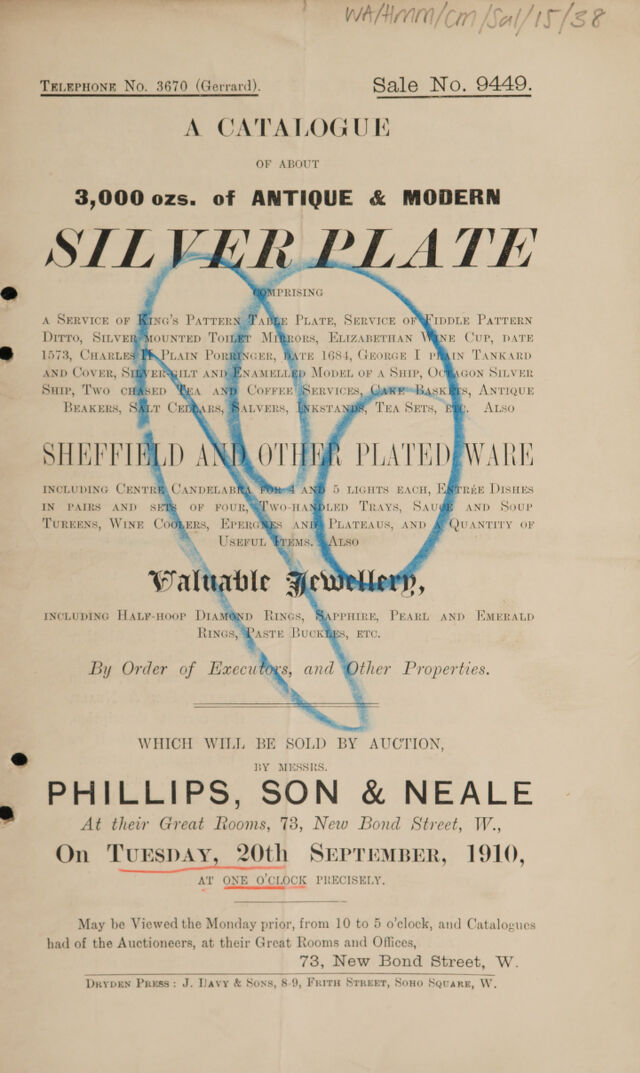 WA/HMM/CM/Sal/15/38
TELEPHONE NO. 3670 (Gerrard).
Sale No. 9449.
A CATALOGUE
OF ABOUT
3,000 ozs. of ANTIQUE & MODERN
SILVER PLATE
COMPRISING
A SERVICE OF KING'S PATTERN TABLE PLATE, SERVICE OF FIDDLE PATTERN
DITTO, SILVER-MOUNTED TOILET MIRRORS, ELIZABETHAN WINE CUP, DATE
1573, CHARLES II PLAIN PORRINGER, DATE 1684, GEORGE I PLAIN TANKARD
AND COVER, SILVER-GILT AND ENAMELLED MODEL OF A SHIP, OCTAGON SILVER
SHIP, TWO CHASED TEA AND COFFEE SERVICES, CAKE BASKETS, ANTIQUE
BEAKERS, SALT CELLARS, SALVERS, INKSTANDS, TEA SETS, ETC. ALSO
SHEFFIELD AND OTHER PLATED WARE
INCLUDING CENTRE CANDELABRA FOR 4 AND 5 LIGHTS EACH, ENTRÉE DISHES
IN PAIRS AND SETS OF FOUR, TWO-HANDLED TRAYS, SAUCE AND SOUP
TUREENS, WINE COOLERS, EPERGNES AND PLATEAUS, AND A QUANTITY OF
USEFUL ITEMS. ALSO
Valuable Jewellery,
INCLUDING HALF-HOOP DIAMOND RINGS, SAPPHIRE, PEARL AND EMERALD
RINGS, PASTE BUCKLES, ETC.
By Order of Executors, and Other Properties.
WHICH WILL BE SOLD BY AUCTION,
BY MESSRS.
PHILLIPS, SON & NEALE
At their Great Rooms, 73, New Bond Street, W.,
On TUESDAY, 20th SEPTEMBER, 1910,
AT ONE O'CLOCK PRECISELY.
May be Viewed the Monday prior, from 10 to 5 o'clock, and Catalogues
had of the Auctioneers, at their Great Rooms and Offices,
73, New Bond Street, W.
DRYDEN PRESS: J. DAVY & SONS, 8-9, FRITH STREET, SOHO SQUARE, W.